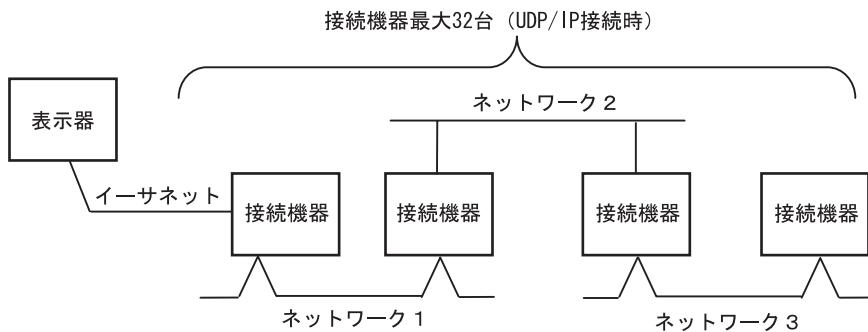 接続機器最大32台（UDP/IP接続時）
ネットワーク２
表示器
イーサネット
接続機器
接続機器
接続機器
接続機器
ネットワーク１
ネットワーク３